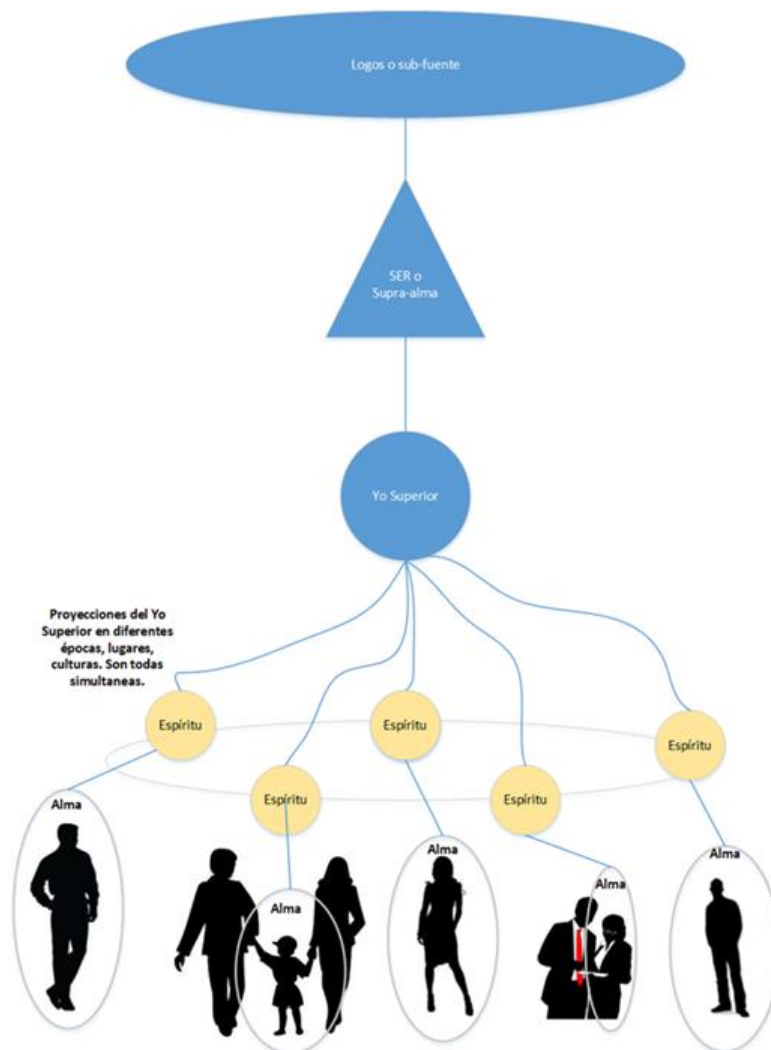 Logos o sub-fuente
SER o
Supra-alma
Yo Superior
Proyecciones del Yo
Superior en diferentes
épocas, lugares,
culturas. Son todas
simultaneas.
Espíritu
Espíritu
Espíritu
Espíritu
Espíritu
Alma
Alma
Alma
Alma
Alma